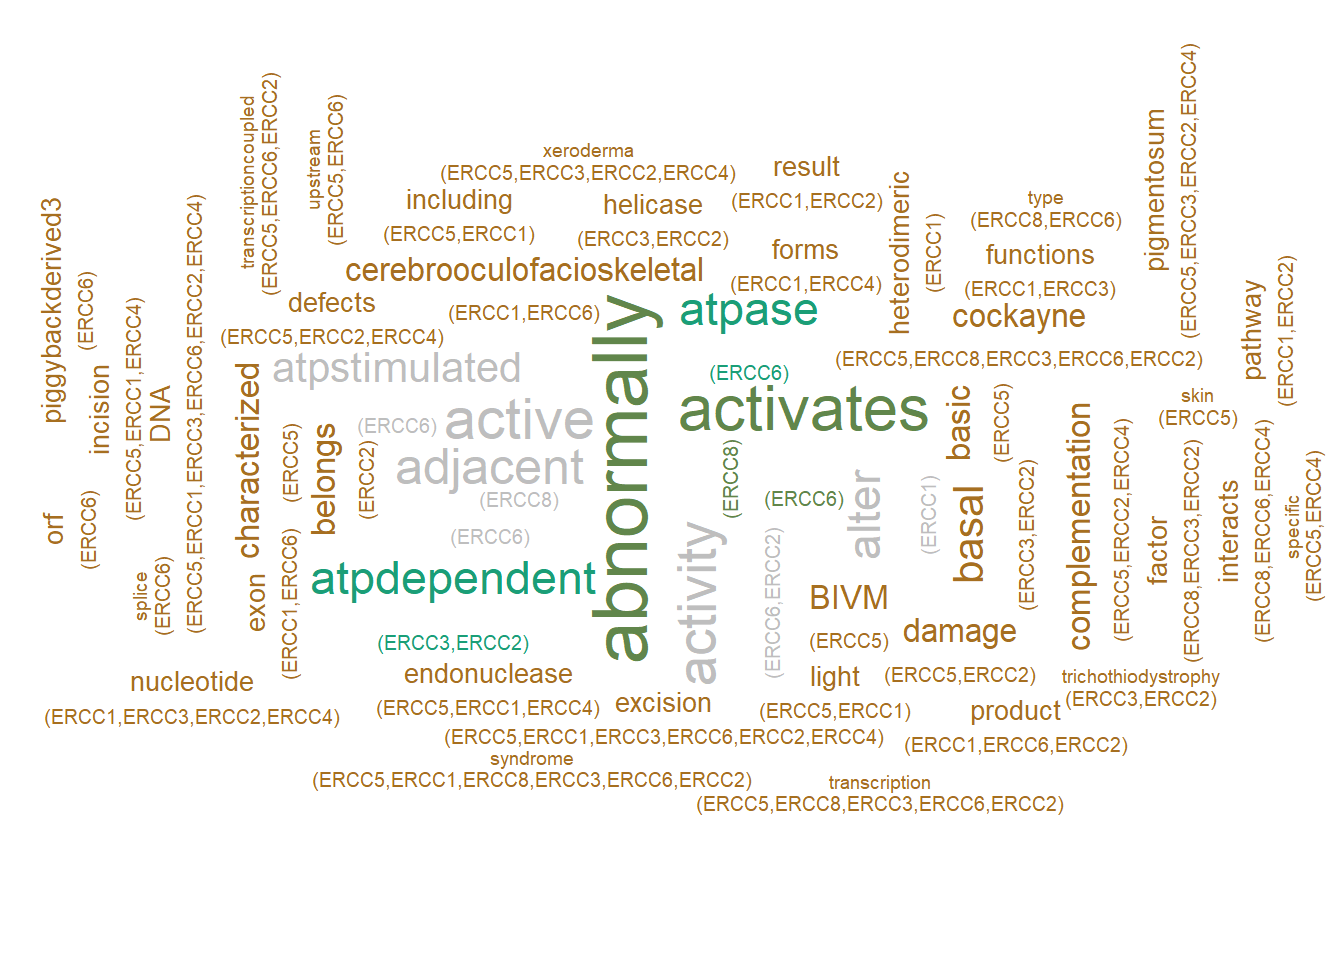 xeroderma
(ERCC5,ERCC3,ERCC2,ERCC4)
result
(ERCC1,ERCC2)
including
(ERCC5,ERCC1)
helicase
(ERCC3,ERCC2)
type
(ERCC8,ERCC6)
forms
(ERCC1,ERCC4)
functions
(ERCC1,ERCC3)
cerebrooculofacioskeletal
(ERCC1,ERCC6)
defects
(ERCC5,ERCC2,ERCC4)
atpase
(ERCC6)
cockayne
(ERCC5,ERCC8,ERCC3,ERCC6,ERCC2)
transcriptioncoupled
(ERCC5,ERCC6,ERCC2)
upstream
(ERCC5,ERCC6)
heterodimeric
(ERCC1)
pigmentosum
(ERCC5,ERCC3,ERCC2,ERCC4)
piggybackderived3
(ERCC6)
incision
(ERCC5,ERCC1,ERCC4)
DNA
(ERCC5,ERCC1,ERCC3,ERCC6,ERCC2,ERCC4)
characterized
(ERCC5)
belongs
(ERCC2)
atpstimulated
(ERCC6)
active
(ERCC8)
adjacent
(ERCC6)
abnormally
(ERCC8)
activates
(ERCC6)
basic
(ERCC5)
pathway
(ERCC1,ERCC2)
skin
(ERCC5)
complementation
(ERCC5,ERCC2,ERCC4)
alter
(ERCC1)
basal
(ERCC3,ERCC2)
factor
(ERCC8,ERCC3,ERCC2)
interacts
(ERCC8,ERCC6,ERCC4)
specific
(ERCC5,ERCC4)
orf
(ERCC6)
splice
(ERCC6)
exon
(ERCC1,ERCC6)
atpdependent
(ERCC3,ERCC2)
activity
(ERCC6,ERCC2)
BIVM
(ERCC5)
damage
(ERCC5,ERCC2)
nucleotide
(ERCC1,ERCC3,ERCC2,ERCC4)
endonuclease
(ERCC5,ERCC1,ERCC4)
light
(ERCC5,ERCC1)
trichothiodystrophy
(ERCC3,ERCC2)
excision
(ERCC5,ERCC1,ERCC3,ERCC6,ERCC2,ERCC4)
product
(ERCC1,ERCC6,ERCC2)
syndrome
(ERCC5,ERCC1,ERCC8,ERCC3,ERCC6,ERCC2)
transcription
(ERCC5,ERCC8,ERCC3,ERCC6,ERCC2)